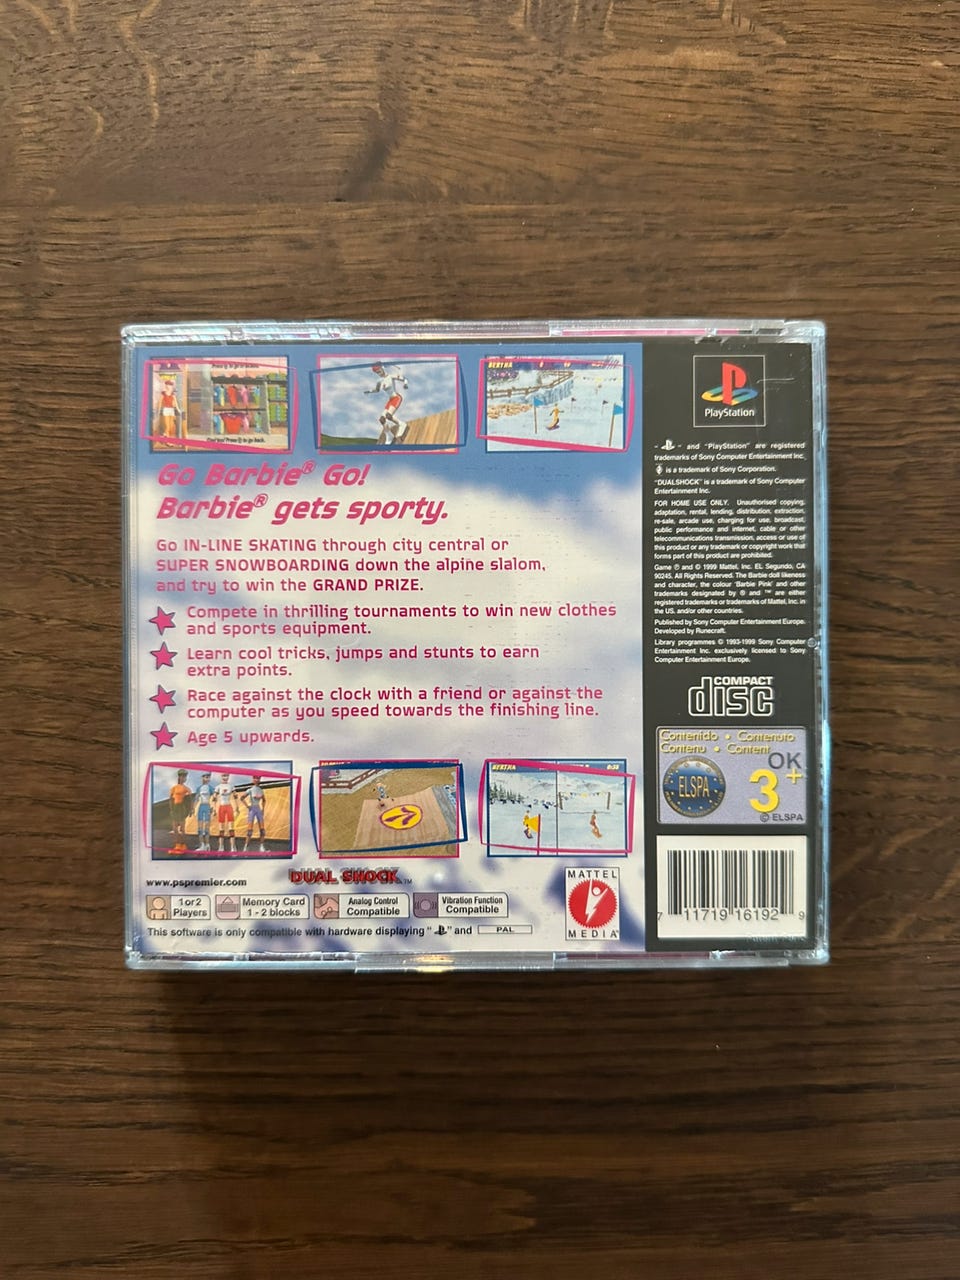 BERTHA
Go Barbie® Go!
Barbie® gets sporty.
Go IN-LINE SKATING through city central or
SUPER SNOWBOARDING down the alpine slalom,
and try to win the GRAND PRIZE.
Compete in thrilling tournaments to win new clothes
and sports equipment.
Learn cool tricks, jumps and stunts to earn
extra points.
Race against the clock with a friend or against the
computer as you speed towards the finishing line.
Age 5 upwards.
www.pspremier.com
DUAL SHOCK™
1 or 2
Players
Memory Card
1 - 2 blocks
Analog Control
Compatible
Vibration Function
Compatible
This software is only compatible with hardware displaying " " and PAL
MATTEL
MEDIA
PlayStation
" " and "PlayStation" are registered
trademarks of Sony Computer Entertainment Inc.
is a trademark of Sony Corporation.
"DUALSHOCK" is a trademark of Sony Computer
Entertainment Inc.
FOR HOME USE ONLY. Unauthorised copying,
adaptation, rental, lending, distribution, extraction,
re-sale, arcade use, charging for use, broadcast,
public performance and internet, cable or other
telecommunications transmission, access or use of
this product or any trademark or copyright work that
forms part of this product are prohibited.
Game ℗ and © 1999 Mattel, Inc. EL Segundo, CA
90245. All Rights Reserved. The Barbie doll likeness
and character, the colour 'Barbie Pink' and other
trademarks designated by ® and ™ are either
registered trademarks or trademarks of Mattel, Inc. in
the US. and/or other countries.
Published by Sony Computer Entertainment Europe.
Developed by Runecraft.
Library programmes © 1993-1999 Sony Computer
Entertainment Inc. exclusively licensed to Sony
Computer Entertainment Europe.
COMPACT
disc
Contenido • Contenuto
Contenu • Content
OK
ELSPA
3+
© ELSPA
7 11719 16192 9